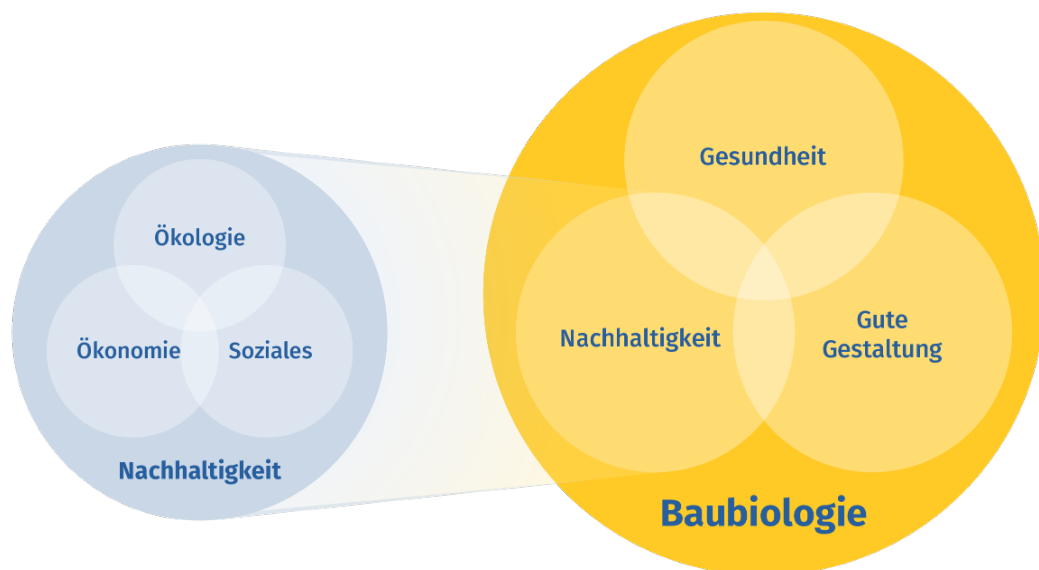 Ökologie
Ökonomie
Soziales
Nachhaltigkeit
Gesundheit
Nachhaltigkeit
Gute
Gestaltung
Baubiologie